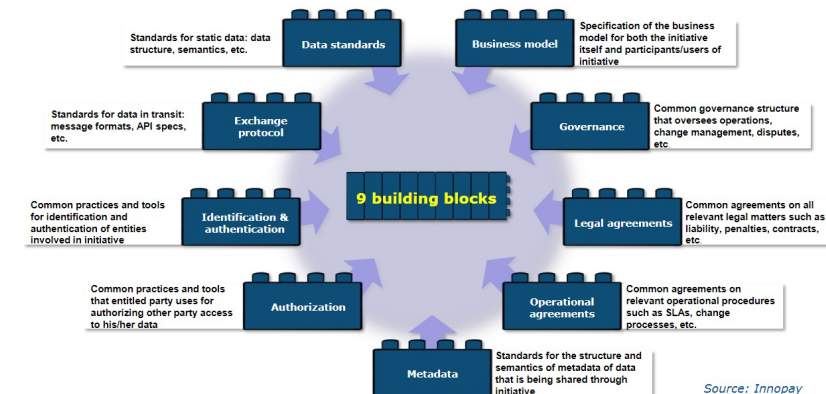 Standards for static data: data
structure, semantics, etc.
Data standards
Business model
Specification of the business
model for both the initiative
itself and participants/users of
initiative
Standards for data in transit:
message formats, API specs,
etc.
Exchange
protocol
Governance
Common governance structure
that oversees operations,
change management, disputes,
etc
9 building blocks
Common practices and tools
for identification and
authentication of entities
involved in initiative
Identification &
authentication
Legal agreements
Common agreements on all
relevant legal matters such as
liability, penalties, contracts,
etc
Common practices and tools
that entitled party uses for
authorizing other party access
to his/her data
Authorization
Operational
agreements
Common agreements on
relevant operational procedures
such as SLAs, change
processes, etc.
Metadata
Standards for the structure and
semantics of metadata of data
that is being shared through
initiative
Source: Innopay